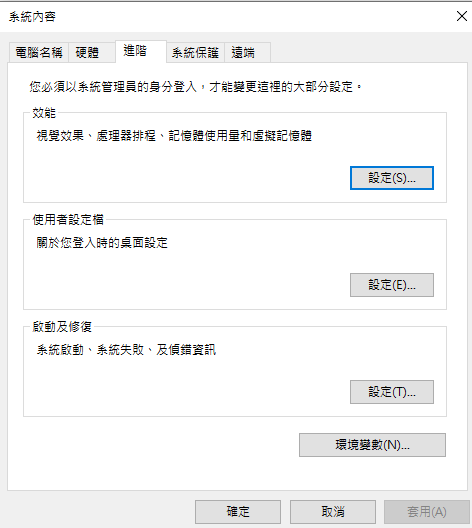 系統內容
電腦名稱 硬體 進階 系統保護 遠端
您必須以系統管理員的身分登入，才能變更這裡的大部分設定。
效能
視覺效果、處理器排程、記憶體使用量和虛擬記憶體
設定(S)...
使用者設定檔
關於您登入時的桌面設定
設定(E)...
啟動及修復
系統啟動、系統失敗、及偵錯資訊
設定(T)...
環境變數(N)...
確定 取消 套用(A)